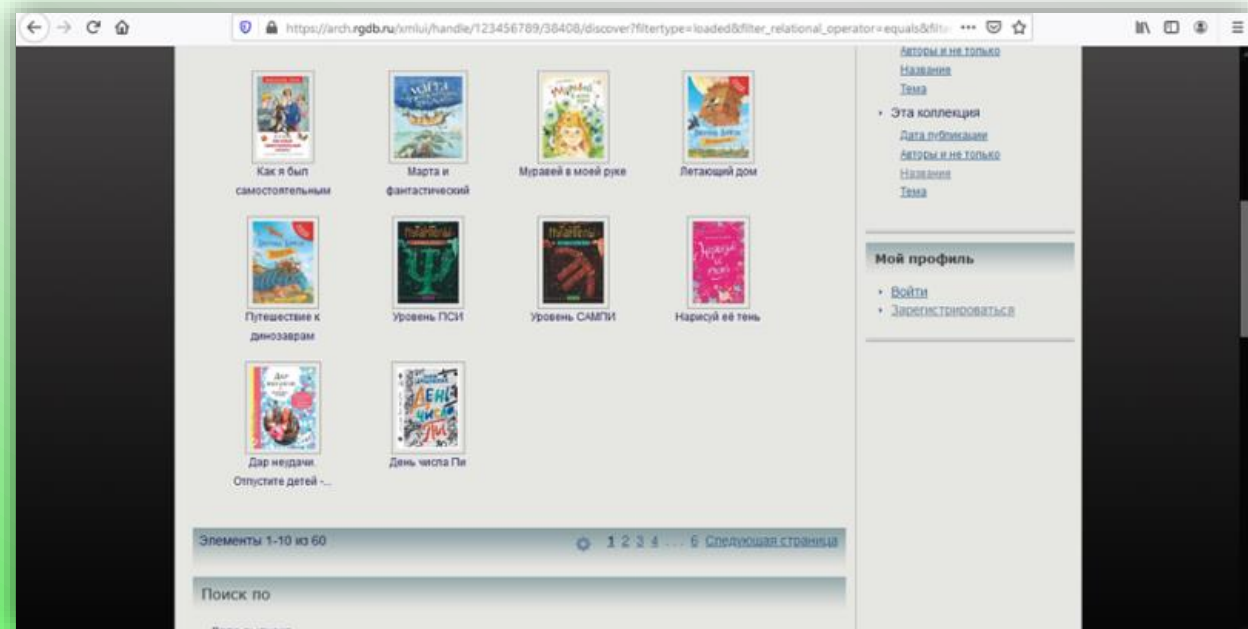 https://arch.rgdb.ru/xmlui/handle/123456789/38408/discover?filtertype=loaded&filter_relational_operator=equals&filte
Как я был
самостоятельным
Марта и
фантастический
Муравей в моей руке
Летающий дом
Путешествие к
динозаврам
Уровень ПСИ
Уровень САМПИ
Нарисуй её тень
Дар неудачи.
Отпустите детей -...
День числа Пи
Элементы 1-10 из 60
1 2 3 4 . . . 6 Следующая страница
Поиск по
Авторы и не только
Название
Тема
Эта коллекция
Дата публикации
Авторы и не только
Название
Тема
Мой профиль
Войти
Зарегистрироваться